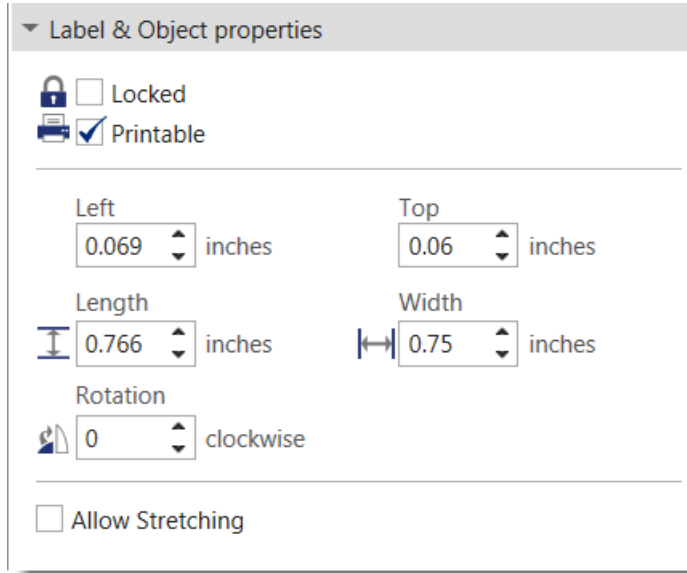 Label & Object properties
Locked
Printable
Left Top
0.069 inches 0.06 inches
Length Width
0.766 inches 0.75 inches
Rotation
0 clockwise
Allow Stretching